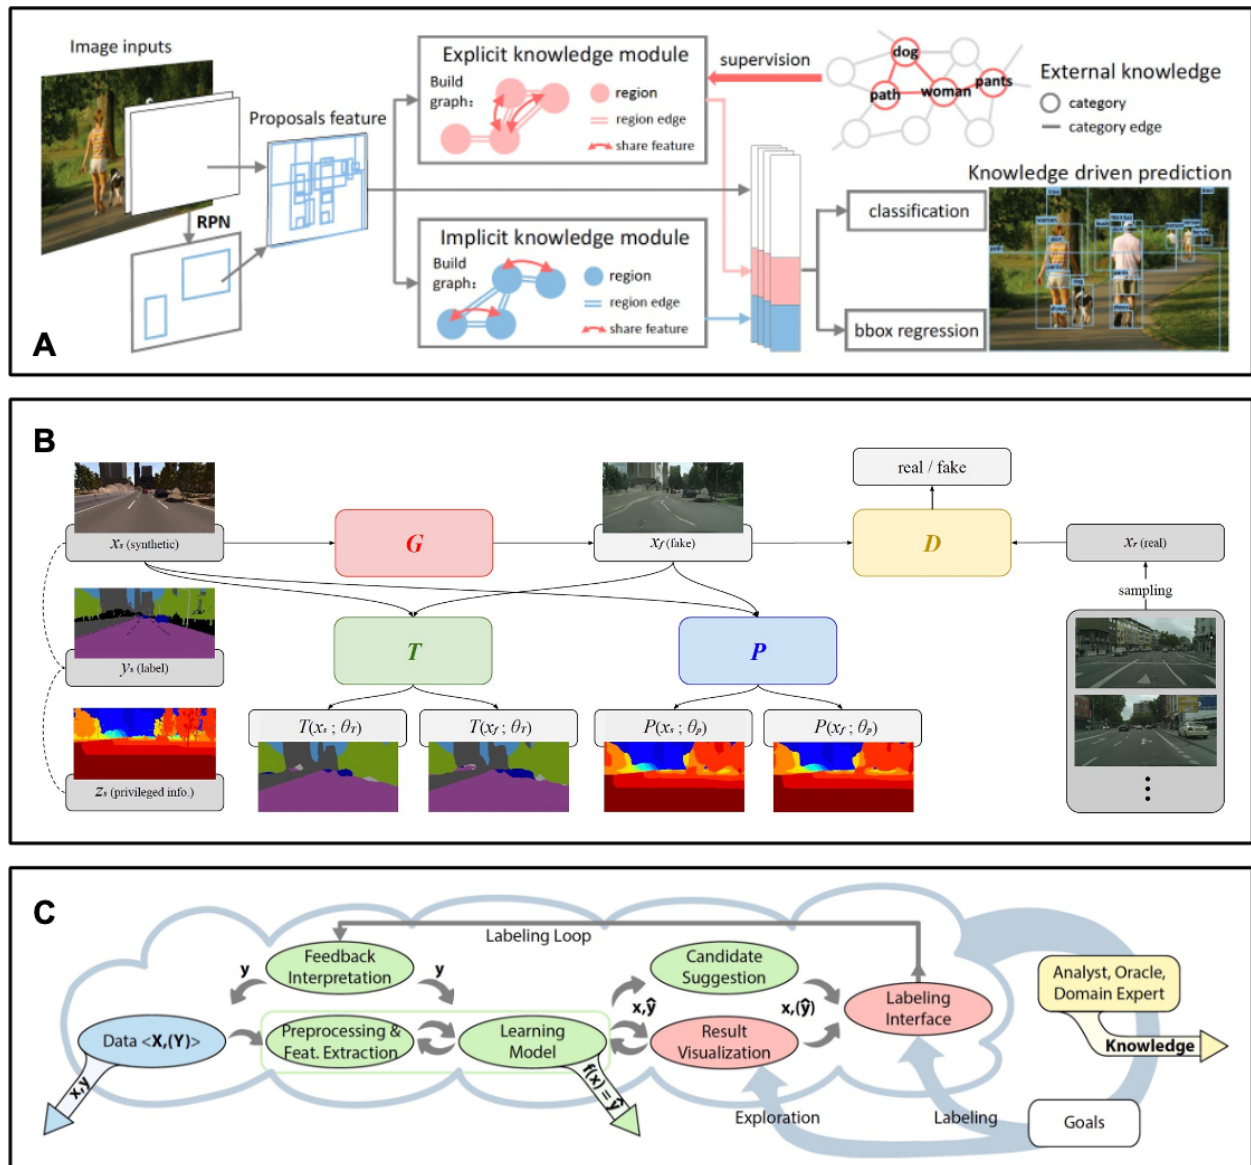 Image inputs
RPN
Proposals feature
Explicit knowledge module
Build
graph:
region
region edge
share feature
supervision
dog
path
woman
pants
External knowledge
category
category edge
Implicit knowledge module
Build
graph:
region
region edge
share feature
classification
bbox regression
Knowledge driven prediction
A
B
xs (synthetic)
G
xf (fake)
real / fake
D
xr (real)
sampling
ys (label)
T
P
zs (privileged info.)
T(xs ; θT)
T(xf ; θT)
P(xs ; θp)
P(xf ; θp)
C
Labeling Loop
Feedback
Interpretation
y
y
Candidate
Suggestion
x,ŷ
x,(ŷ)
Data <X,(Y)>
Preprocessing &
Feat. Extraction
Learning
Model
Result
Visualization
Labeling
Interface
Analyst, Oracle,
Domain Expert
Knowledge
x,y
f(x) = ŷ
Exploration
Labeling
Goals